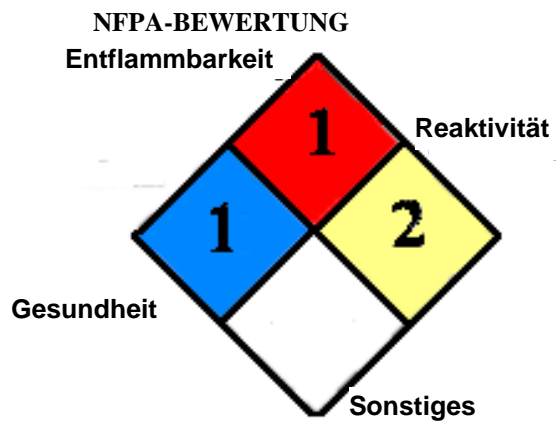 NFPA-BEWERTUNG
Entflammbarkeit
1
Reaktivität
1
2
Gesundheit
Sonstiges